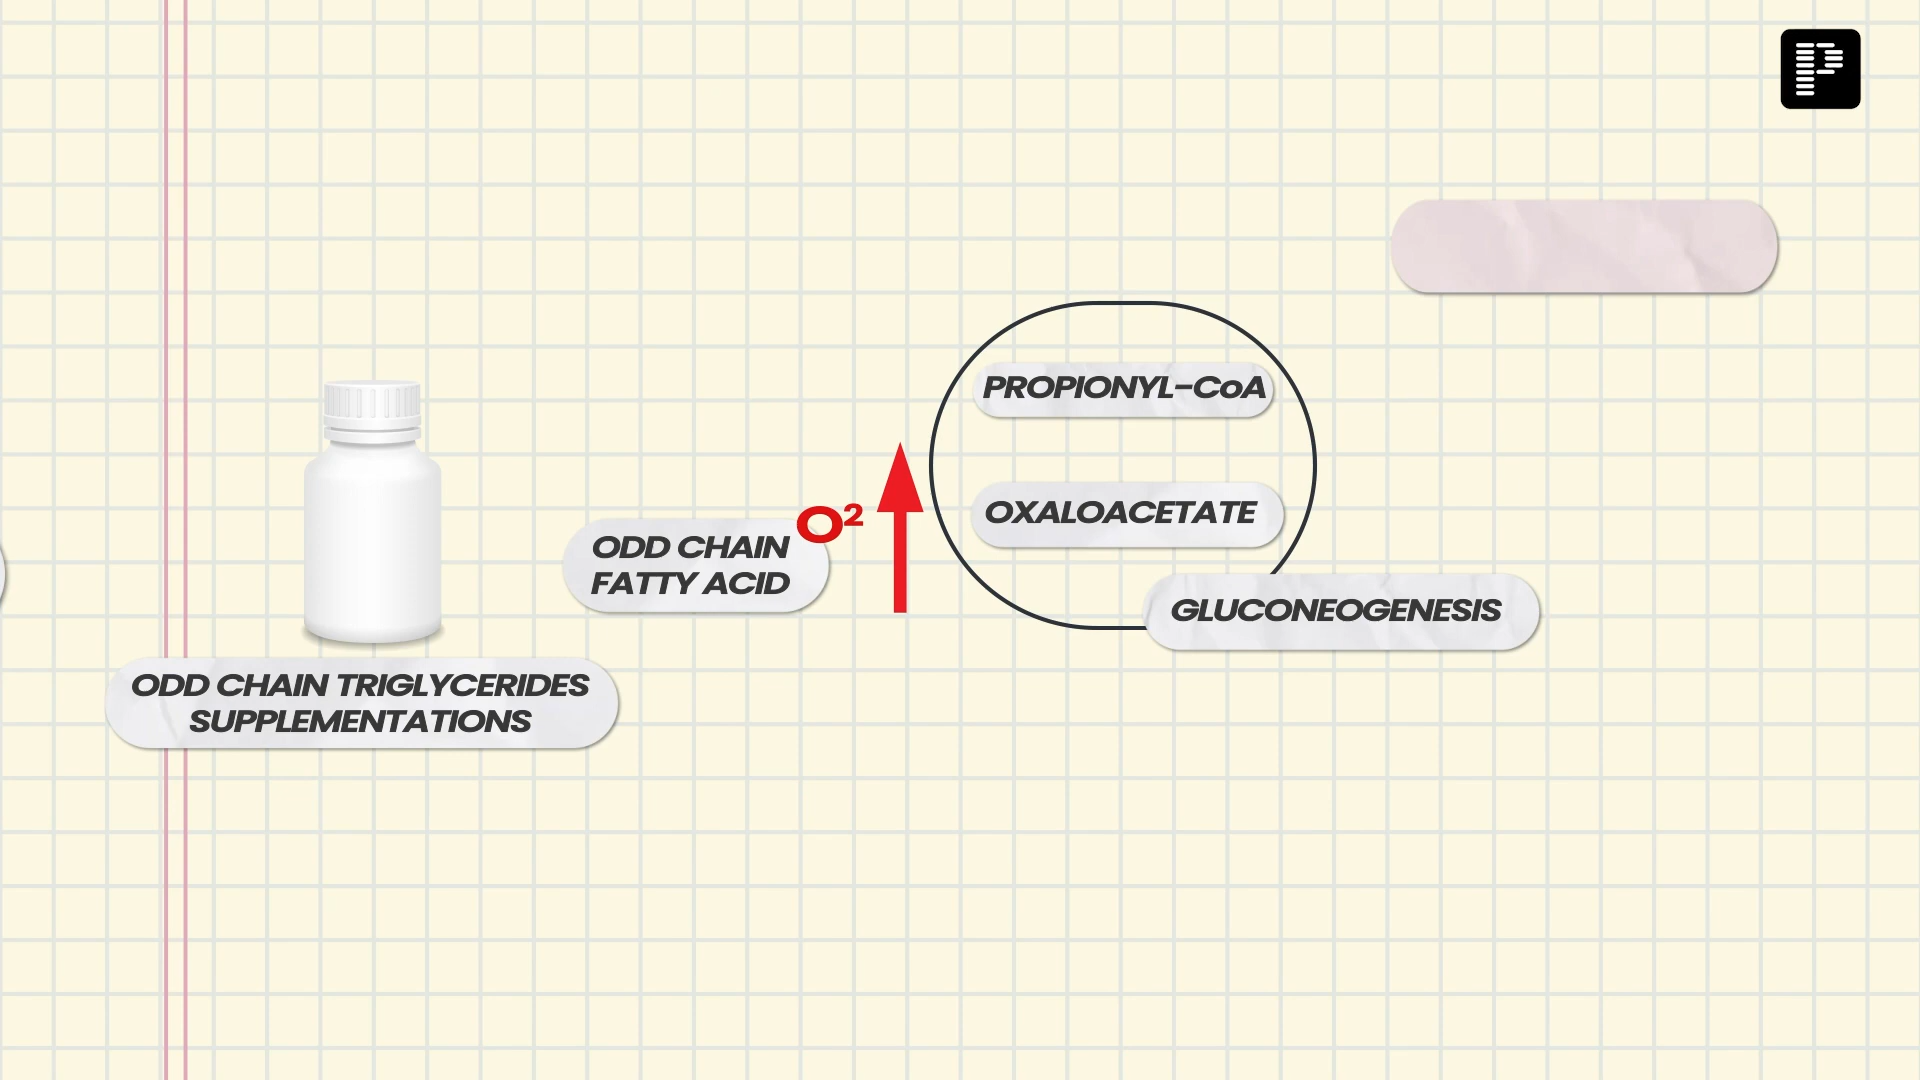 P
PROPIONYL-CoA
OXALOACETATE
O²
ODD CHAIN
FATTY ACID
GLUCONEOGENESIS
ODD CHAIN TRIGLYCERIDES
SUPPLEMENTATIONS